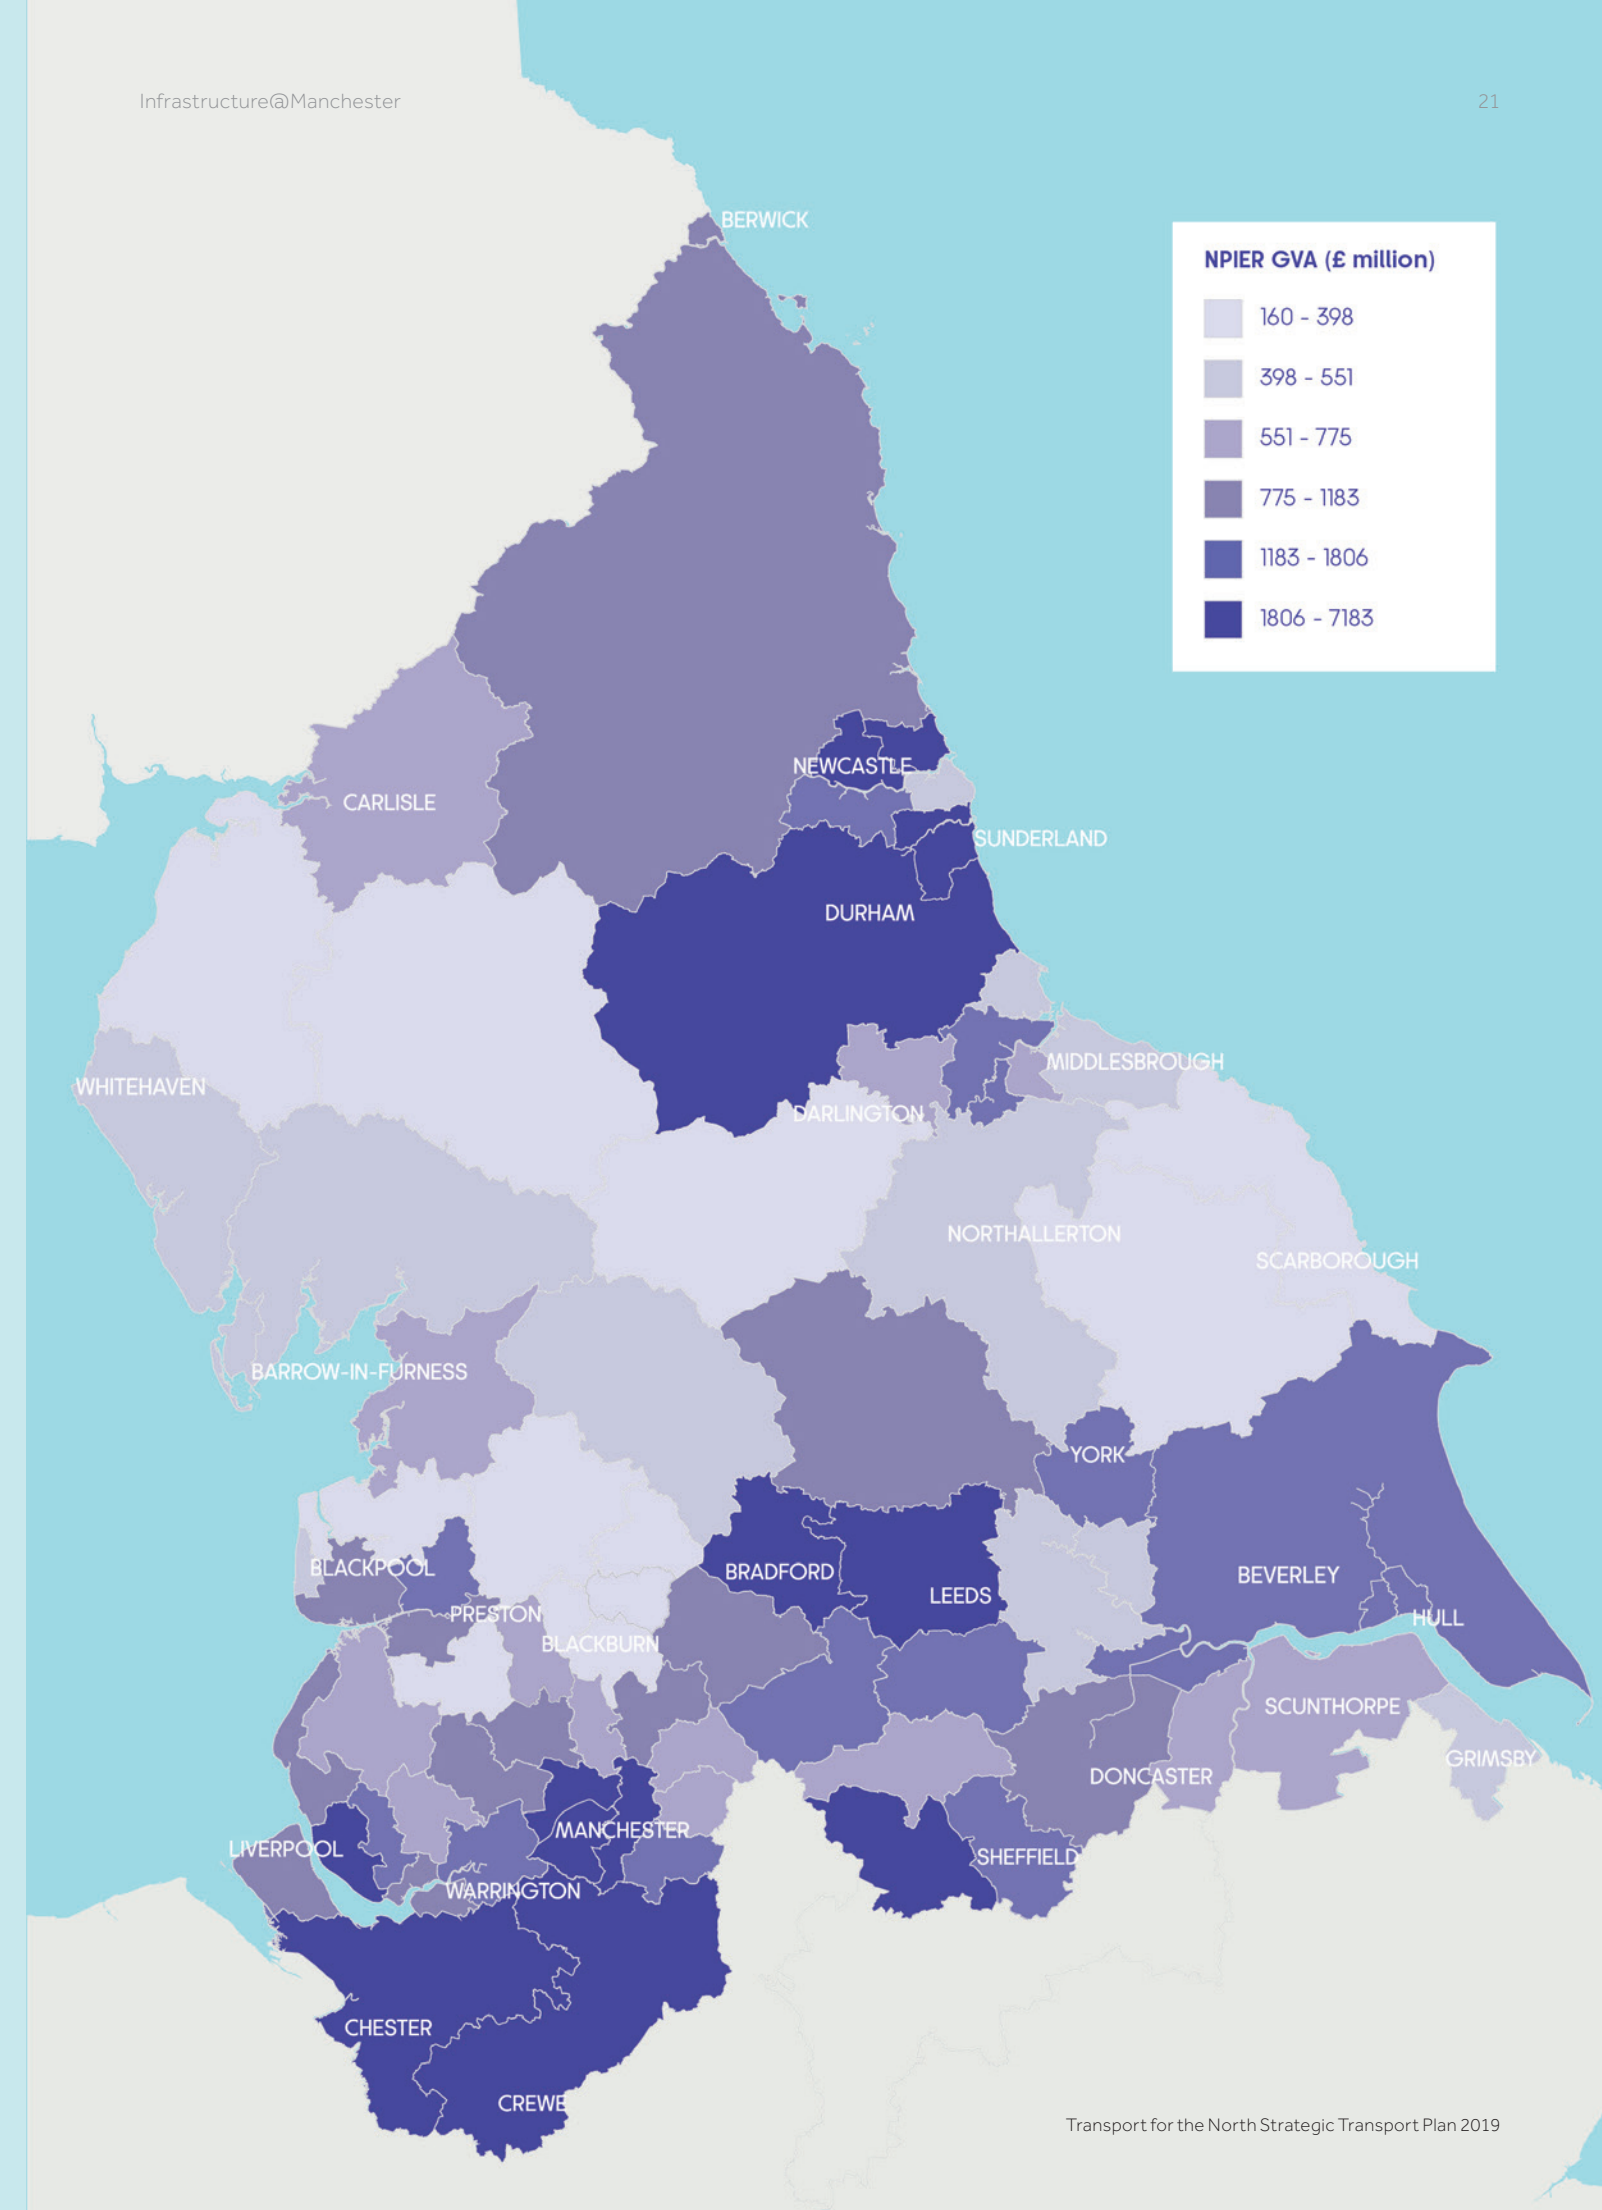 Infrastructure@Manchester
21
BERWICK
NPIER GVA (£ million)
160 - 398
398 - 551
551 - 775
775 - 1183
1183 - 1806
1806 - 7183
NEWCASTLE
CARLISLE
SUNDERLAND
DURHAM
MIDDLESBROUGH
WHITEHAVEN
DARLINGTON
NORTHALLERTON
SCARBOROUGH
BARROW-IN-FURNESS
YORK
BLACKPOOL
BRADFORD
BEVERLEY
LEEDS
PRESTON
HULL
BLACKBURN
SCUNTHORPE
GRIMSBY
DONCASTER
MANCHESTER
LIVERPOOL
SHEFFIELD
WARRINGTON
CHESTER
CREWE
Transport for the North Strategic Transport Plan 2019